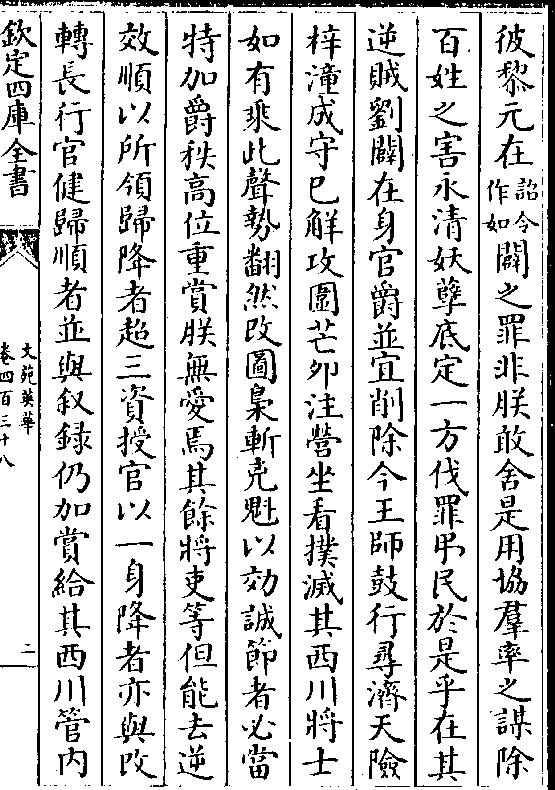 彼黎元在詔令作如闢之罪非朕敢舍是用協羣率之謀除
百姓之害永清妖孽底定一方伐罪弔民於是乎在其
逆賊劉闢在身官爵並宜削除今王師鼓行尋濟天險
梓潼成守已解攻圍芒卯注營坐看撲滅其西川將士
如有乘此聲勢翻然改圖梟斬克魁以効誠節者必當
特加爵秩髙位重賞朕無愛焉其餘將吏等但能去逆
效順以所領歸降者超三資授官以一身降者亦與改
轉長行官健歸順者並與叙録仍加賞給其西川管内
欽定四庫全書
文苑英華
卷四百三十八
二